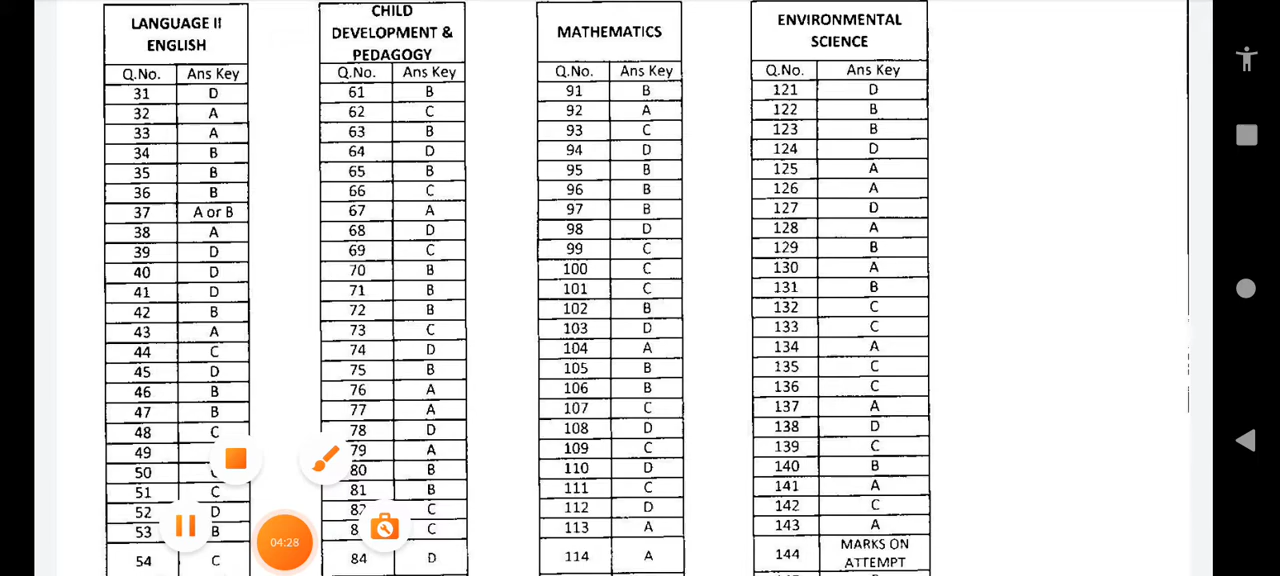 LANGUAGE II
ENGLISH
Q.No. Ans Key
31 D
32 A
33 A
34 B
35 B
36 B
37 A or B
38 A
39 D
40 D
41 D
42 B
43 A
44 C
45 D
46 B
47 B
48 C
49
50
51 C
52 D
53 B
54 C
CHILD
DEVELOPMENT &
PEDAGOGY
Q.No. Ans Key
61 B
62 C
63 B
64 D
65 B
66 C
67 A
68 D
69 C
70 B
71 B
72 B
73 C
74 D
75 B
76 A
77 A
78 D
79 A
80 B
81 B
82 C
8 C
84 D
MATHEMATICS
Q.No. Ans Key
91 B
92 A
93 C
94 D
95 B
96 B
97 B
98 D
99 C
100 C
101 C
102 B
103 D
104 A
105 B
106 B
107 C
108 D
109 C
110 D
111 C
112 D
113 A
114 A
ENVIRONMENTAL
SCIENCE
Q.No. Ans Key
121 D
122 B
123 B
124 D
125 A
126 A
127 D
128 A
129 B
130 A
131 B
132 C
133 C
134 A
135 C
136 C
137 A
138 D
139 C
140 B
141 A
142 C
143 A
144 MARKS ON
ATTEMPT
04:28